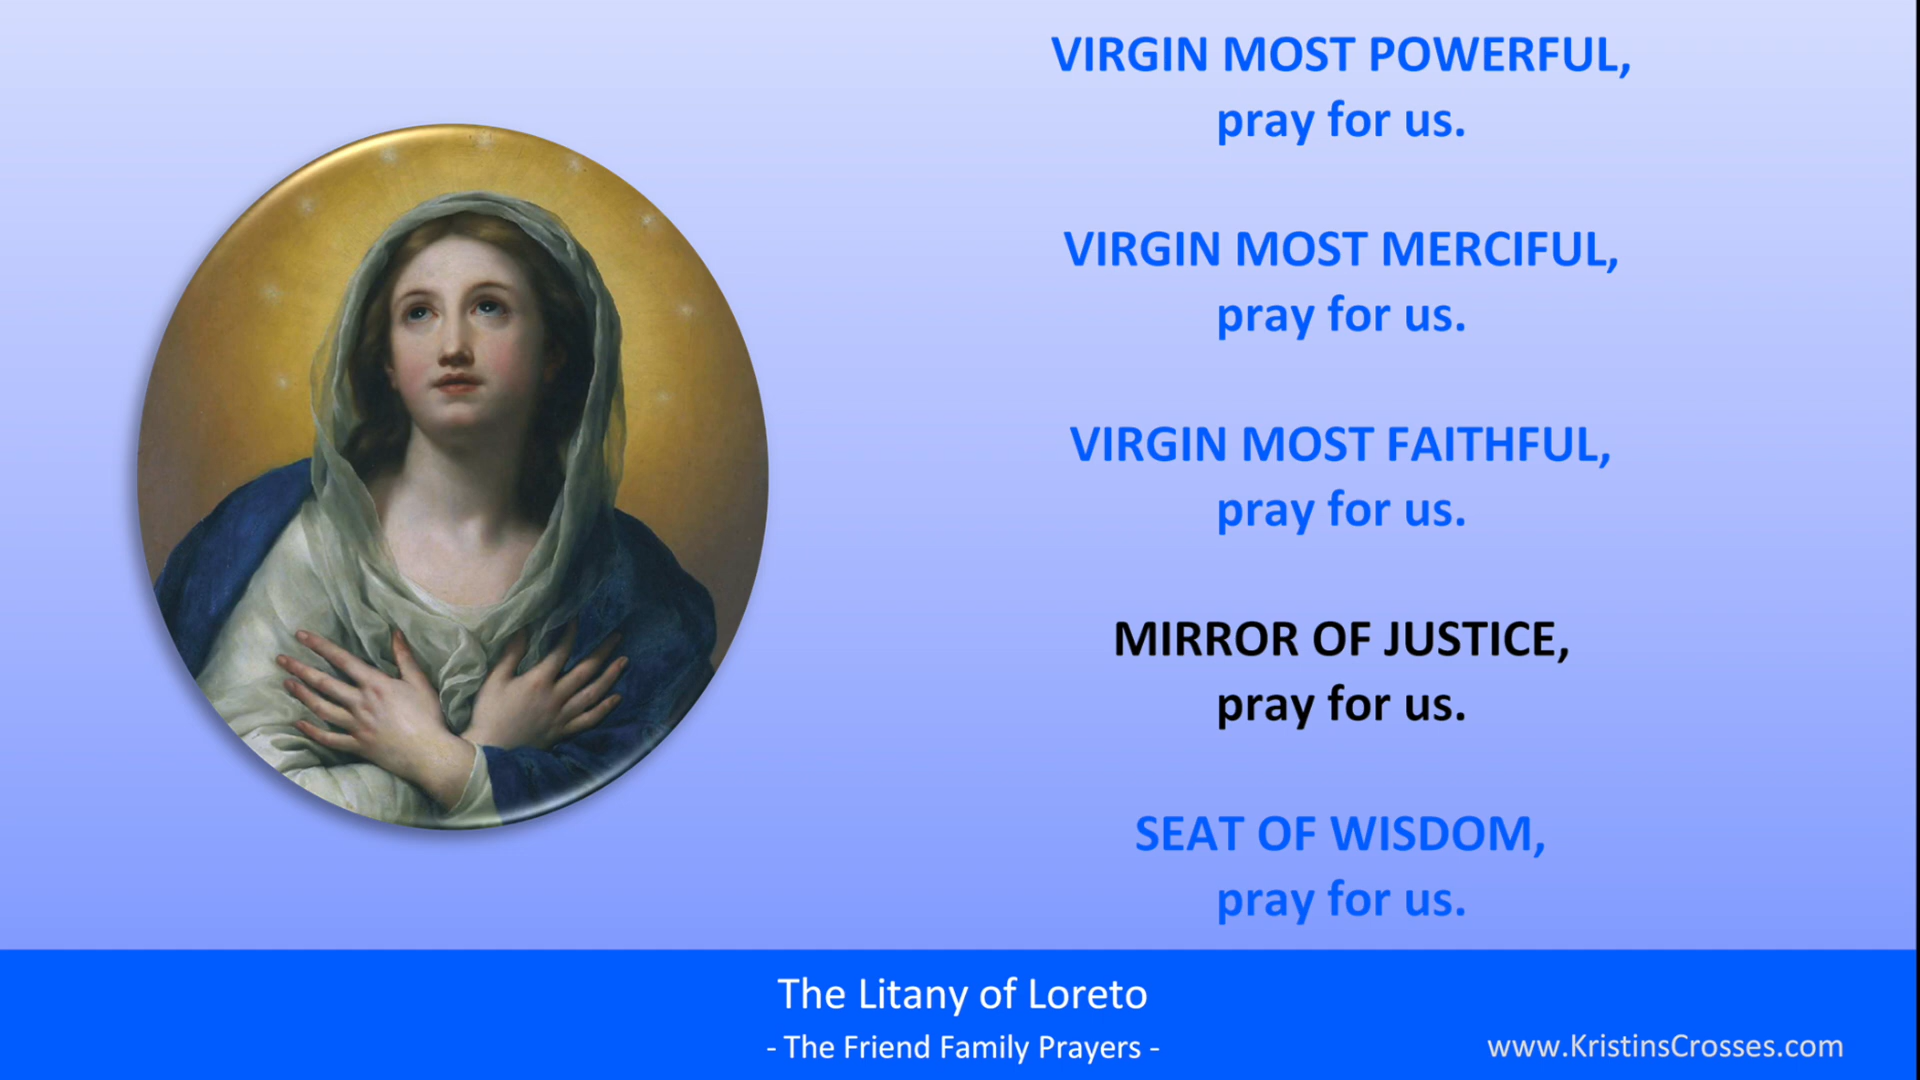 VIRGIN MOST POWERFUL,
pray for us.
VIRGIN MOST MERCIFUL,
pray for us.
VIRGIN MOST FAITHFUL,
pray for us.
MIRROR OF JUSTICE,
pray for us.
SEAT OF WISDOM,
pray for us.
The Litany of Loreto
- The Friend Family Prayers -
www.KristinsCrosses.com